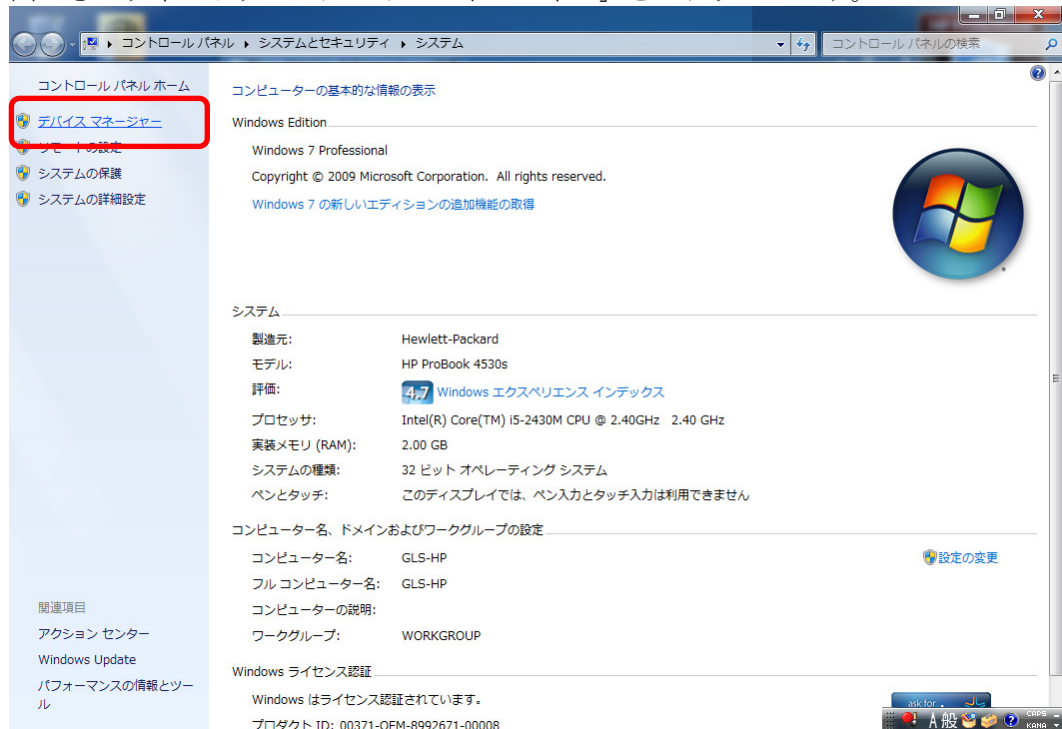 コントロール パネル ▸ システムとセキュリティ ▸ システム
コントロール パネルの検索
コントロール パネル ホーム
デバイス マネージャー
リモートの設定
システムの保護
システムの詳細設定
コンピューターの基本的な情報の表示
Windows Edition
Windows 7 Professional
Copyright © 2009 Microsoft Corporation. All rights reserved.
Windows 7 の新しいエディションの追加機能の取得
システム
製造元: Hewlett-Packard
モデル: HP ProBook 4530s
評価: 4.7 Windows エクスペリエンス インデックス
プロセッサ: Intel(R) Core(TM) i5-2430M CPU @ 2.40GHz 2.40 GHz
実装メモリ (RAM): 2.00 GB
システムの種類: 32 ビット オペレーティング システム
ペンとタッチ: このディスプレイでは、ペン入力とタッチ入力は利用できません
コンピューター名、ドメインおよびワークグループの設定
コンピューター名: GLS-HP
設定の変更
フル コンピューター名: GLS-HP
コンピューターの説明:
ワークグループ: WORKGROUP
Windows ライセンス認証
Windows はライセンス認証されています。
プロダクト ID: 00371-OEM-8992671-00008
関連項目
アクション センター
Windows Update
パフォーマンスの情報とツー
ル
ask for
A 般 CAPS
KANA